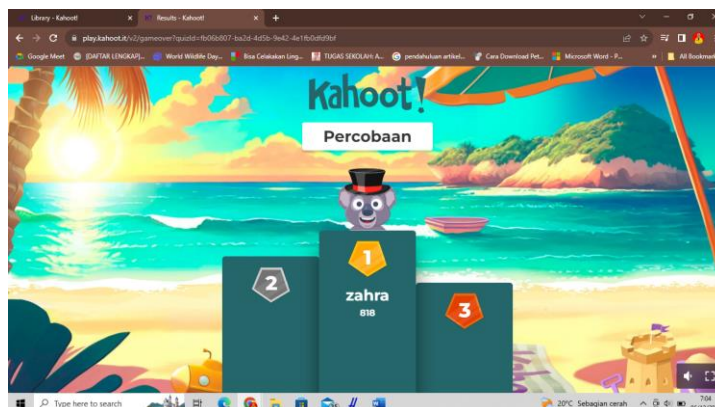 Library - Kahoot!
Results - Kahoot!
play.kahoot.it/v2/gameover?quizId=fb06b807-ba2d-4d5b-9e42-4e1fb0dfd9bf
Google Meet
[DAFTAR LENGKAP]...
World Wildlife Day...
Bisa Celakakan Ling...
TUGAS SEKOLAH: A...
pendahuluan artikel...
Cara Download Pet...
Microsoft Word - P...
All Bookmarks
Kahoot!
Percobaan
1
2
zahra
818
3
Type here to search
20°C Sebagian cerah
7:04